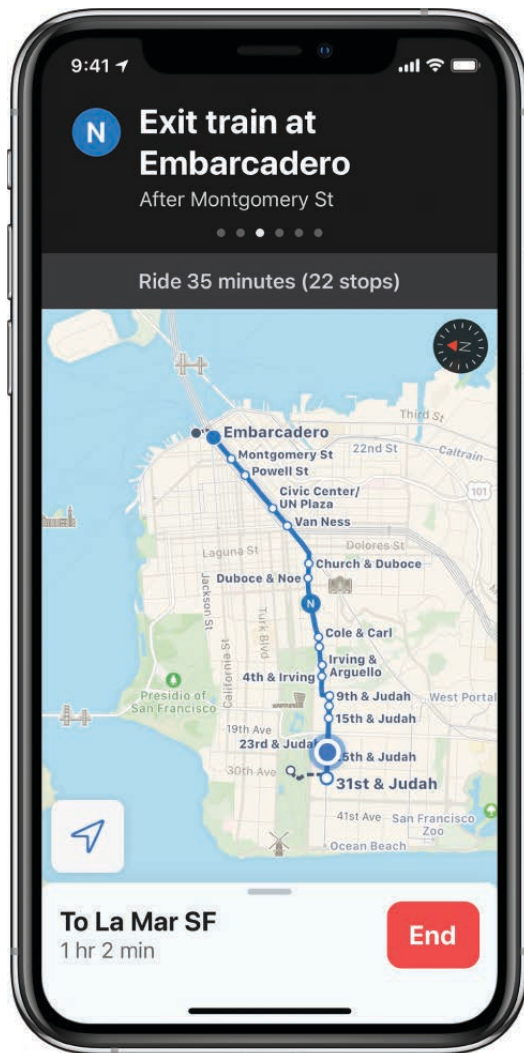 9:41
N
Exit train at
Embarcadero
After Montgomery St
Ride 35 minutes (22 stops)
N
Third St
Embarcadero
22nd St
Caltrain
Montgomery St
Powell St
101
Civic Center/
UN Plaza
Van Ness
Laguna St
Dolores St
Church & Duboce
Duboce & Noe
Jackson St
N
California St
Turk Blvd
Cole & Carl
Irving &
Arguello
4th & Irving
Presidio of
San Francisco
9th & Judah
West Portal
15th & Judah
19th Ave
23rd & Judah
5th & Judah
30th Ave
31st & Judah
41st Ave
San Francisco
Zoo
Ocean Beach
To La Mar SF
1 hr 2 min
End